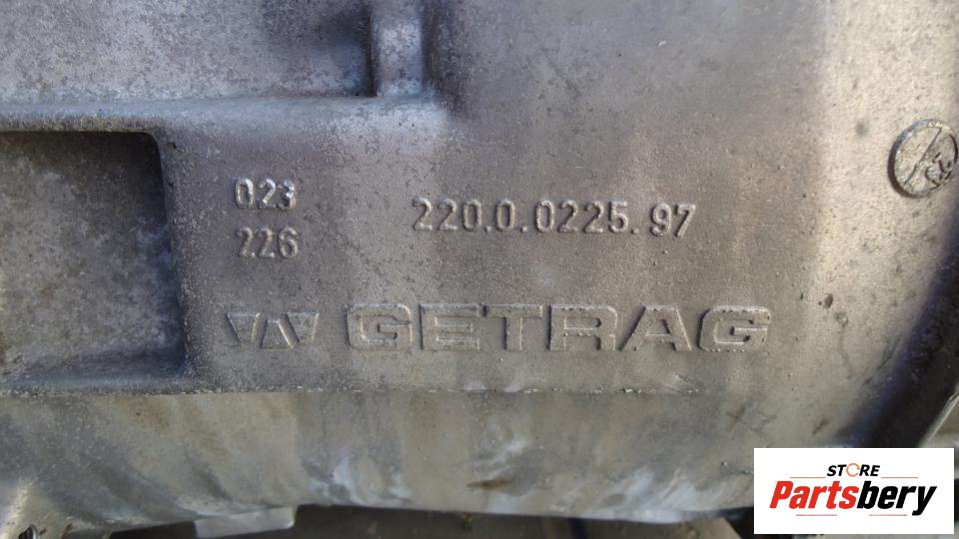 023
226
220.0.0225.97
GETRAG
STORE
Partsbery